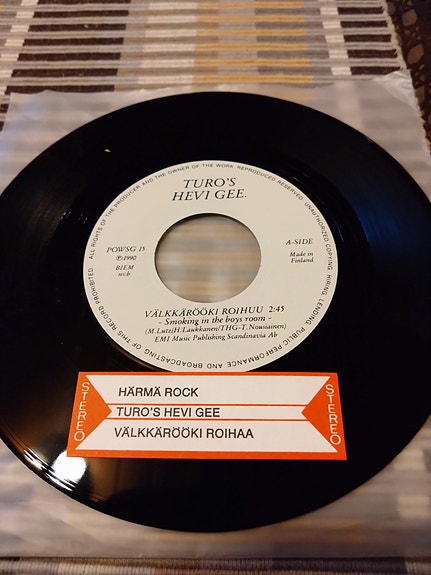 ALL RIGHTS OF THE PRODUCER AND THE OWNER OF THE WORK REPRODUCED RESERVED. UNAUTHORIZED COPYING, HIRING, LENDING, PUBLIC PERFORMANCE AND BROADCASTING OF THIS RECORD PROHIBITED.
TURO'S
HEVI GEE.
POWSG 13
℗ 1990
BIEM
n©b
A-SIDE
Made in
Finland
VÄLKKÄRÖÖKI ROIHUU 2:45
- Smoking in the boys room -
(M.Lutz/H.Laukkanen/THG-T.Nousiainen)
EMI Music Publishing Scandinavia Ab
STEREO
HÄRMÄ ROCK
TURO'S HEVI GEE
VÄLKKÄRÖÖKI ROIHAA
STEREO